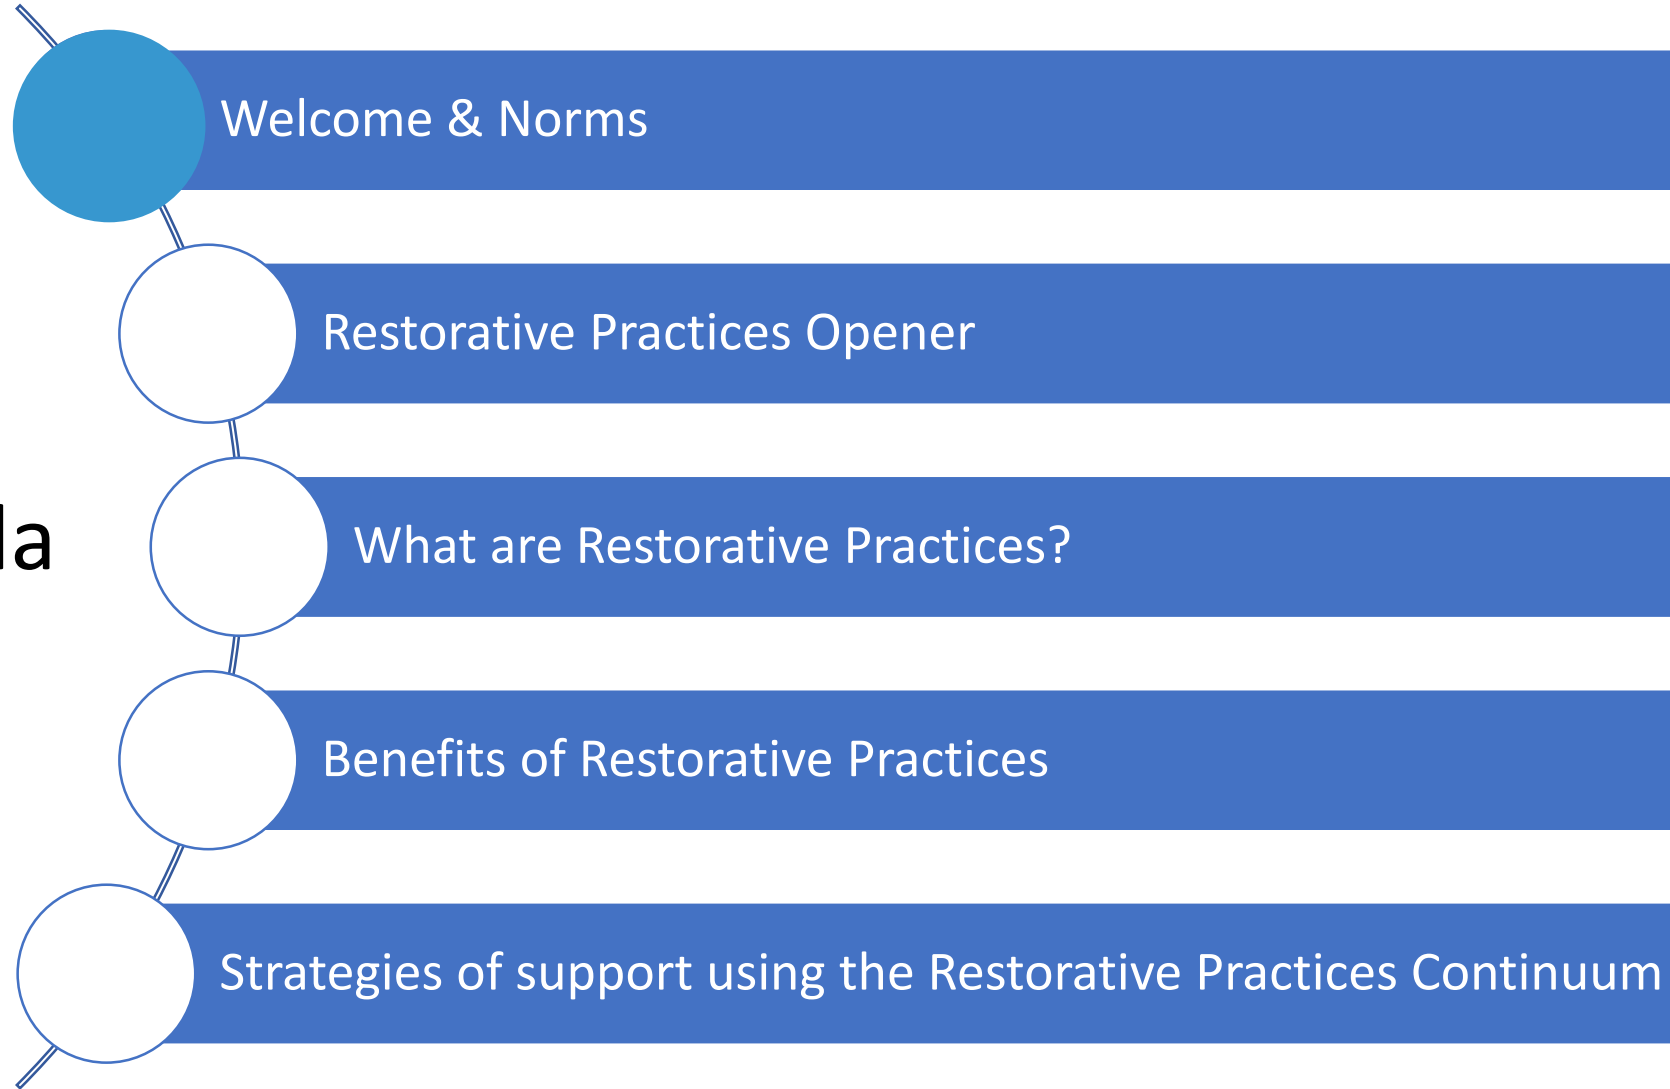 Welcome & Norms
Restorative Practices Opener
What are Restorative Practices?
Benefits of Restorative Practices
Strategies of support using the Restorative Practices Continuum